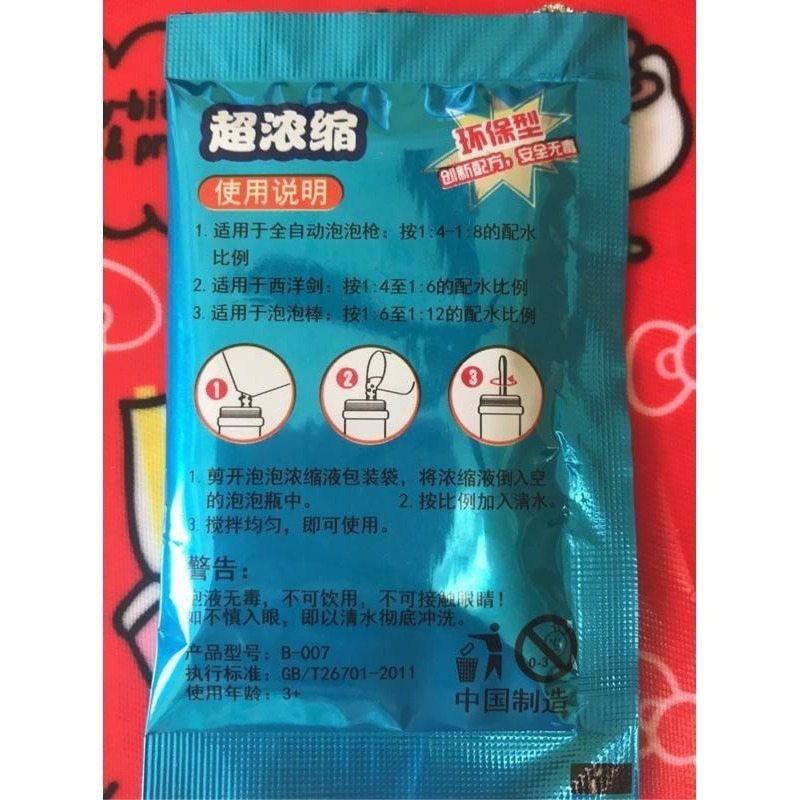 超浓缩
环保型
创新配方，安全无毒
使用说明
1. 适用于全自动泡泡枪：按1:4-1:8的配水
比例
2. 适用于西洋剑：按1:4至1:6的配水比例
3. 适用于泡泡棒：按1:6至1:12的配水比例
1
2
3
1. 剪开泡泡浓缩液包装袋，将浓缩液倒入空
的泡泡瓶中。 2. 按比例加入清水。
3. 搅拌均匀，即可使用。
警告：
泡液无毒，不可饮用，不可接触眼睛！
如不慎入眼，即以清水彻底冲洗。
产品型号：B-007
执行标准：GB/T26701-2011
使用年龄：3+
0-3
中国制造